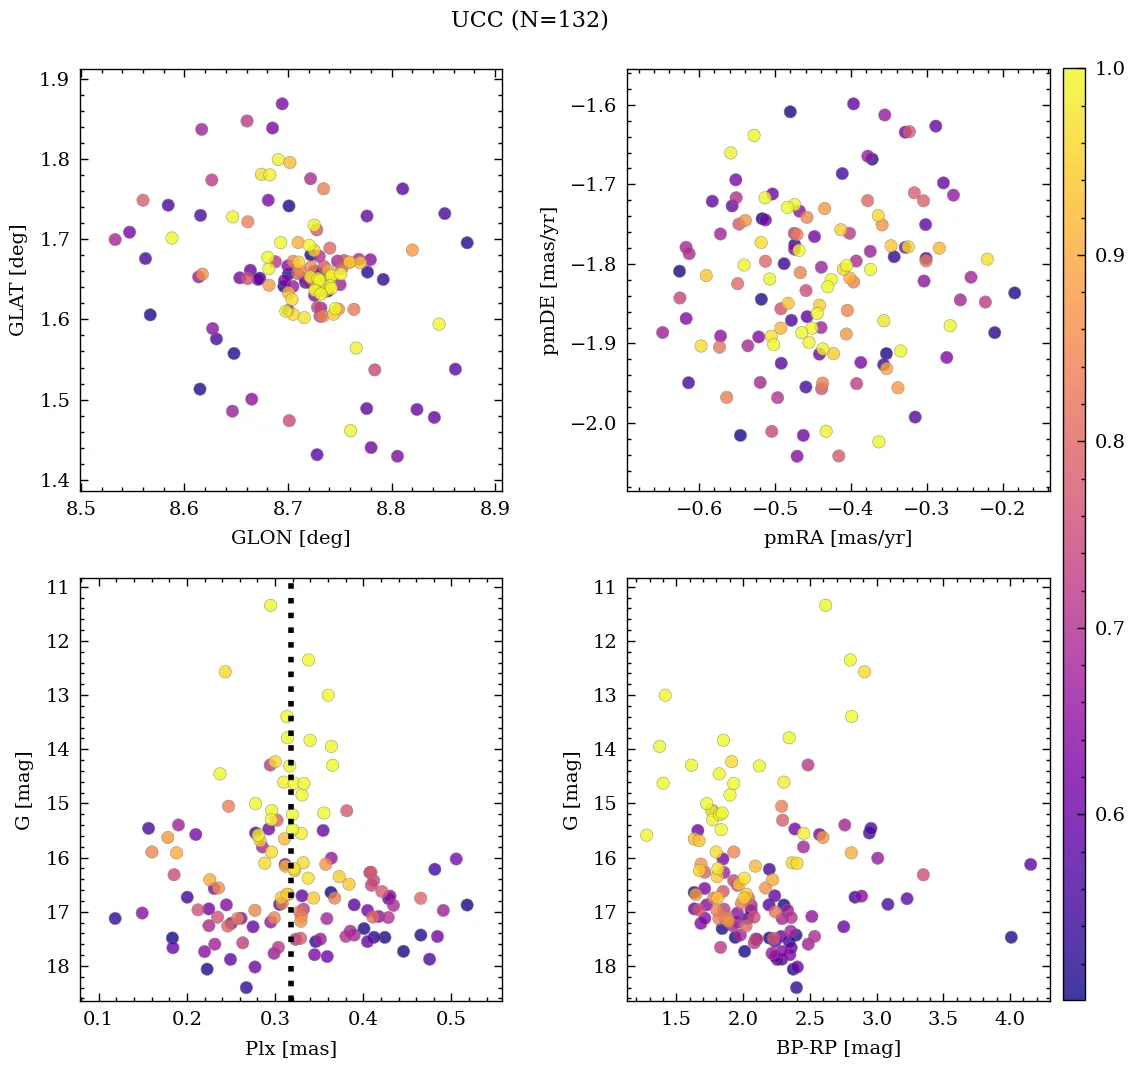 UCC (N=132)
1.9
1.8
1.7
1.6
1.5
1.4
GLAT [deg]
8.5 8.6 8.7 8.8 8.9
GLON [deg]
−1.6
−1.7
−1.8
−1.9
−2.0
pmDE [mas/yr]
−0.6 −0.5 −0.4 −0.3 −0.2
pmRA [mas/yr]
1.0
0.9
0.8
0.7
0.6
11
12
13
14
15
16
17
18
G [mag]
0.1 0.2 0.3 0.4 0.5
Plx [mas]
11
12
13
14
15
16
17
18
G [mag]
1.5 2.0 2.5 3.0 3.5 4.0
BP-RP [mag]